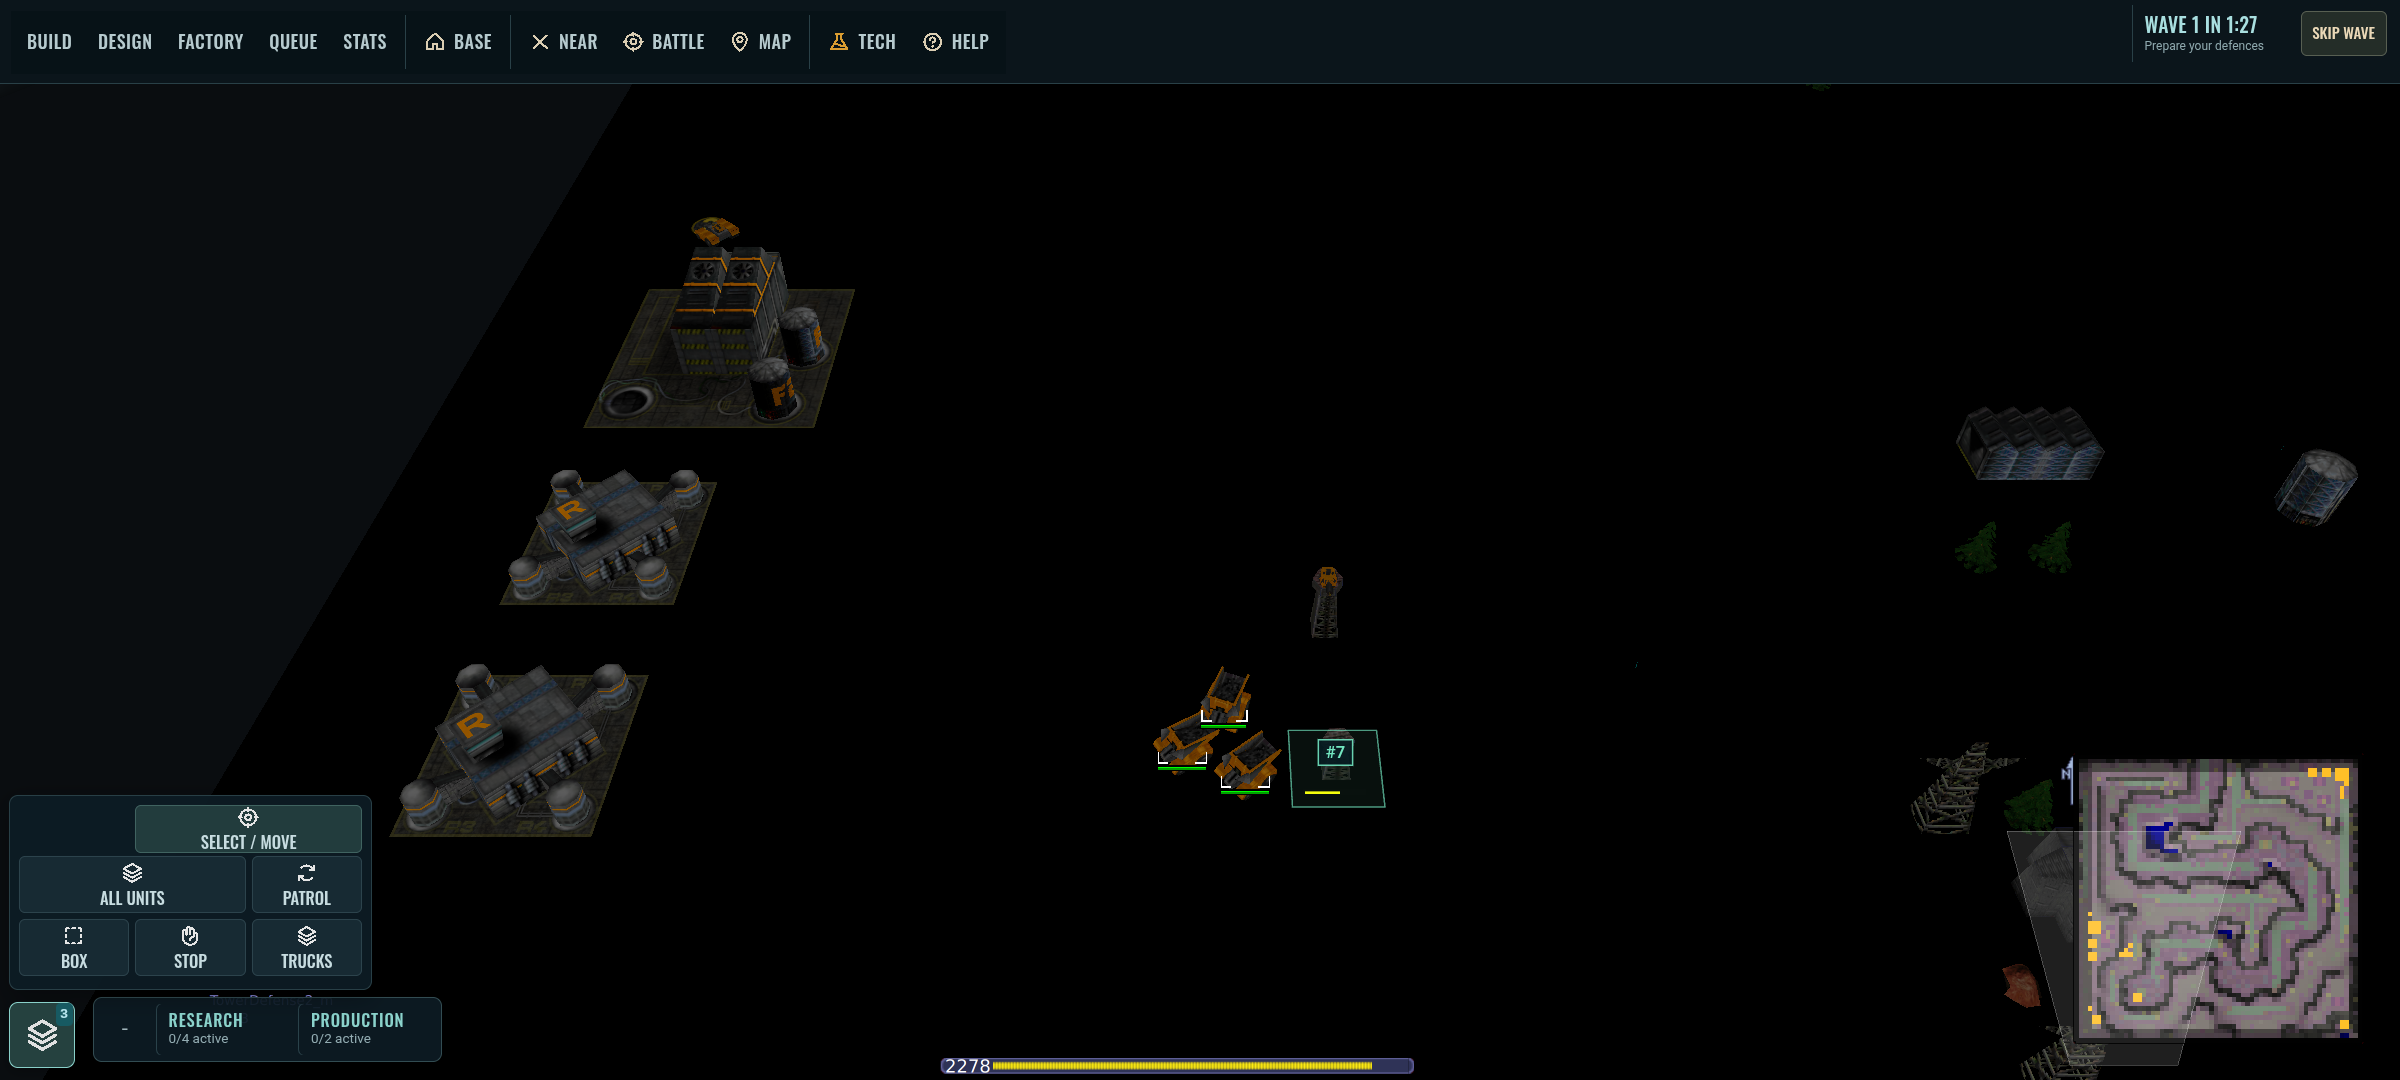 BUILD DESIGN FACTORY QUEUE STATS BASE NEAR BATTLE MAP TECH HELP
WAVE 1 IN 1:27
Prepare your defences
SKIP WAVE
R
R
#7
N
SELECT / MOVE
ALL UNITS
PATROL
BOX
STOP
TRUCKS
TowerDefense2
3
-
RESEARCH
0/4 active
PRODUCTION
0/2 active
2278